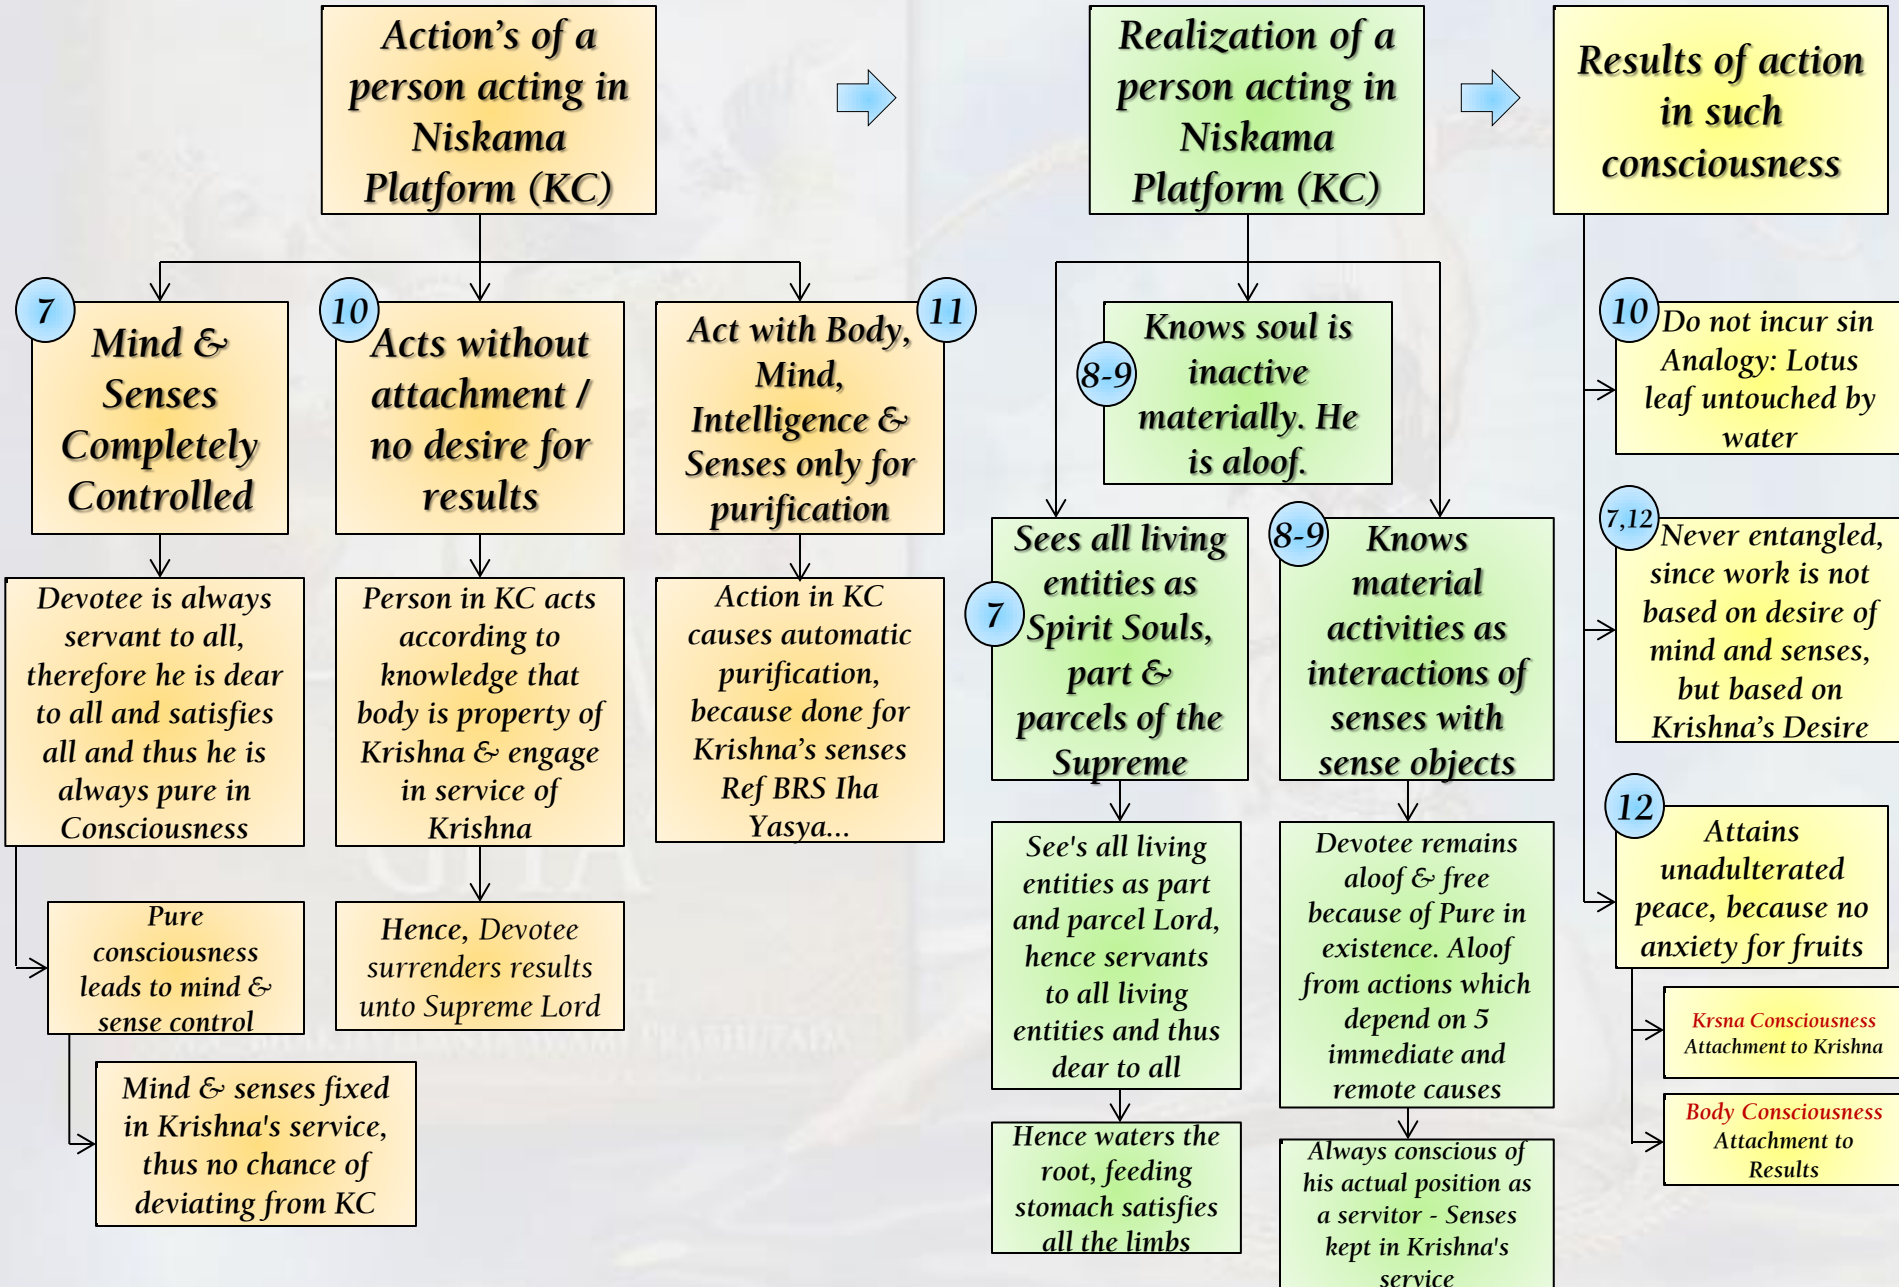 Action's of a
person acting in
Niskama
Platform (KC)
Realization of a
person acting in
Niskama
Platform (KC)
Results of action
in such
consciousness
7
Mind &
Senses
Completely
Controlled
10
Acts without
attachment /
no desire for
results
11
Act with Body,
Mind,
Intelligence &
Senses only for
purification
Devotee is always
servant to all,
therefore he is dear
to all and satisfies
all and thus he is
always pure in
Consciousness
Person in KC acts
according to
knowledge that
body is property of
Krishna & engage
in service of
Krishna
Action in KC
causes automatic
purification,
because done for
Krishna's senses
Ref BRS Iha
Yasya...
Pure
consciousness
leads to mind &
sense control
Hence, Devotee
surrenders results
unto Supreme Lord
Mind & senses fixed
in Krishna's service,
thus no chance of
deviating from KC
8-9
Knows soul is
inactive
materially. He
is aloof.
7
Sees all living
entities as
Spirit Souls,
part &
parcels of the
Supreme
8-9
Knows
material
activities as
interactions of
senses with
sense objects
See's all living
entities as part
and parcel Lord,
hence servants
to all living
entities and thus
dear to all
Devotee remains
aloof & free
because of Pure in
existence. Aloof
from actions which
depend on 5
immediate and
remote causes
Hence waters the
root, feeding
stomach satisfies
all the limbs
Always conscious of
his actual position as
a servitor - Senses
kept in Krishna's
service
10
Do not incur sin
Analogy: Lotus
leaf untouched by
water
7,12
Never entangled,
since work is not
based on desire of
mind and senses,
but based on
Krishna's Desire
12
Attains
unadulterated
peace, because no
anxiety for fruits
Krsna Consciousness
Attachment to Krishna
Body Consciousness
Attachment to
Results